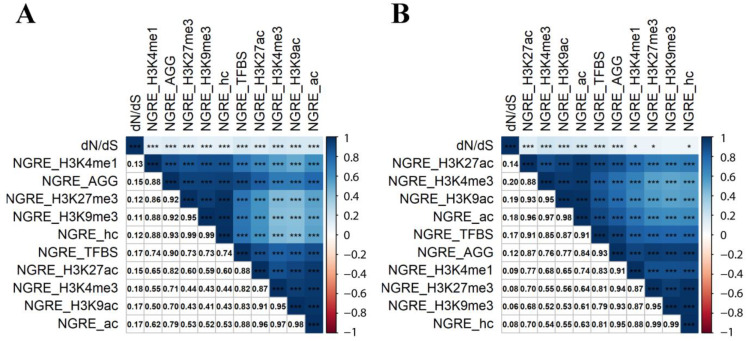 A
B
dN/dS
NGRE_H3K4me1
NGRE_AGG
NGRE_H3K27me3
NGRE_H3K9me3
NGRE_hc
NGRE_TFBS
NGRE_H3K27ac
NGRE_H3K4me3
NGRE_H3K9ac
NGRE_ac
dN/dS *** *** *** *** *** *** *** *** *** *** ***
NGRE_H3K4me1 0.13 *** *** *** *** *** *** *** *** *** ***
NGRE_AGG 0.15 0.88 *** *** *** *** *** *** *** *** ***
NGRE_H3K27me3 0.12 0.86 0.92 *** *** *** *** *** *** *** ***
NGRE_H3K9me3 0.11 0.88 0.92 0.95 *** *** *** *** *** *** ***
NGRE_hc 0.12 0.88 0.93 0.99 0.99 *** *** *** *** *** ***
NGRE_TFBS 0.17 0.74 0.90 0.73 0.73 0.74 *** *** *** *** ***
NGRE_H3K27ac 0.15 0.65 0.82 0.60 0.59 0.60 0.88 *** *** *** ***
NGRE_H3K4me3 0.18 0.55 0.71 0.44 0.43 0.44 0.82 0.87 *** *** ***
NGRE_H3K9ac 0.17 0.50 0.70 0.43 0.41 0.43 0.83 0.91 0.95 *** ***
NGRE_ac 0.17 0.62 0.79 0.53 0.52 0.53 0.88 0.96 0.97 0.98 ***
1
0.8
0.6
0.4
0.2
0
-0.2
-0.4
-0.6
-0.8
-1
dN/dS
NGRE_H3K27ac
NGRE_H3K4me3
NGRE_H3K9ac
NGRE_ac
NGRE_TFBS
NGRE_AGG
NGRE_H3K4me1
NGRE_H3K27me3
NGRE_H3K9me3
NGRE_hc
dN/dS *** *** *** *** *** *** *** * * *
NGRE_H3K27ac 0.14 *** *** *** *** *** *** *** *** *** ***
NGRE_H3K4me3 0.20 0.88 *** *** *** *** *** *** *** *** ***
NGRE_H3K9ac 0.19 0.93 0.95 *** *** *** *** *** *** *** ***
NGRE_ac 0.18 0.96 0.97 0.98 *** *** *** *** *** *** ***
NGRE_TFBS 0.17 0.91 0.85 0.87 0.91 *** *** *** *** *** ***
NGRE_AGG 0.12 0.87 0.76 0.77 0.84 0.93 *** *** *** *** ***
NGRE_H3K4me1 0.09 0.77 0.68 0.65 0.74 0.83 0.91 *** *** *** ***
NGRE_H3K27me3 0.08 0.70 0.55 0.56 0.64 0.81 0.94 0.87 *** *** ***
NGRE_H3K9me3 0.06 0.68 0.52 0.53 0.61 0.79 0.93 0.87 0.95 *** ***
NGRE_hc 0.08 0.70 0.54 0.55 0.63 0.81 0.95 0.88 0.99 0.99 ***
1
0.8
0.6
0.4
0.2
0
-0.2
-0.4
-0.6
-0.8
-1